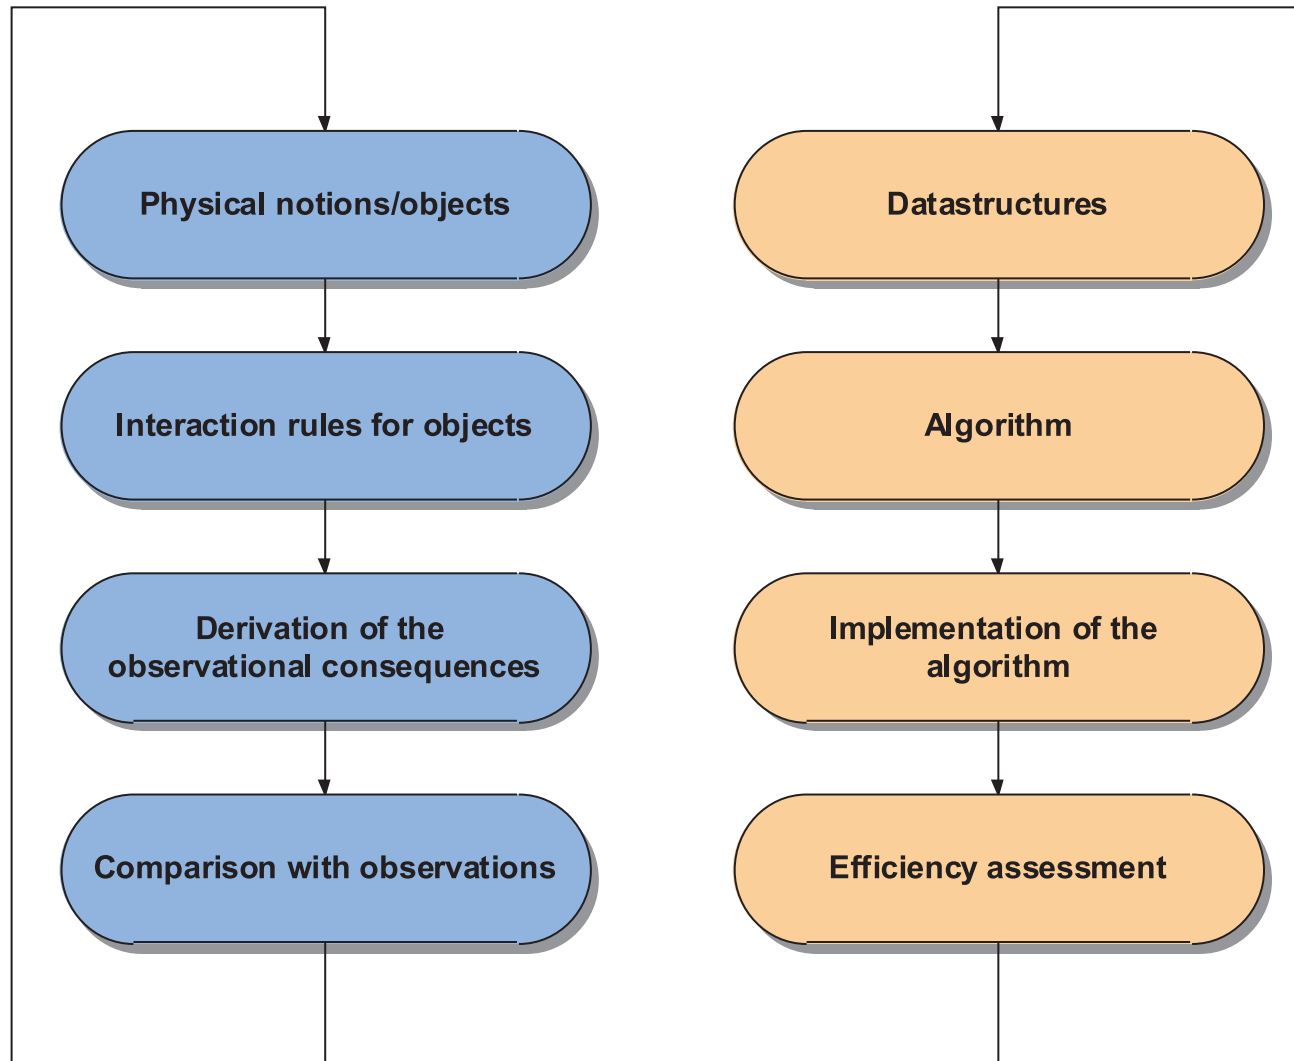 Physical notions/objects
Interaction rules for objects
Derivation of the
observational consequences
Comparison with observations
Datastructures
Algorithm
Implementation of the
algorithm
Efficiency assessment